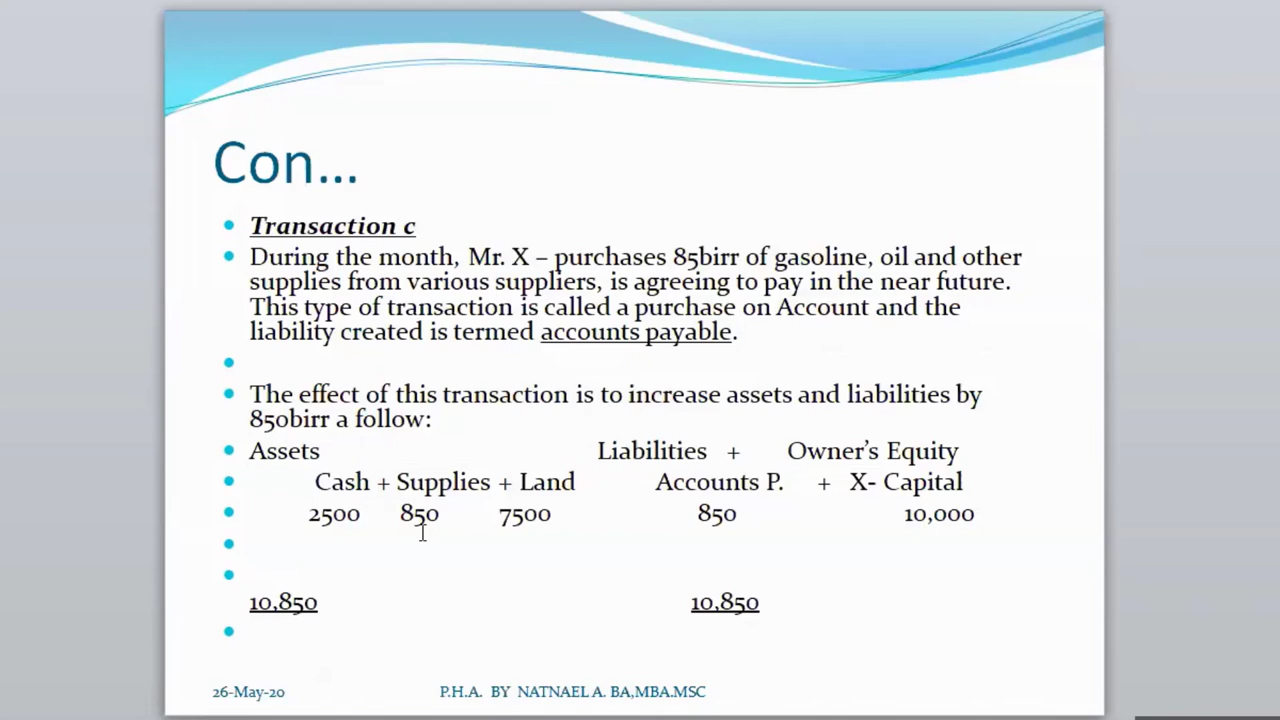 Con…
Transaction c
During the month, Mr. X – purchases 85birr of gasoline, oil and other
supplies from various suppliers, is agreeing to pay in the near future.
This type of transaction is called a purchase on Account and the
liability created is termed accounts payable.
The effect of this transaction is to increase assets and liabilities by
850birr a follow:
Assets Liabilities + Owner’s Equity
Cash + Supplies + Land Accounts P. + X- Capital
2500 850 7500 850 10,000
10,850 10,850
26-May-20 P.H.A. BY NATNAEL A. BA,MBA.MSC